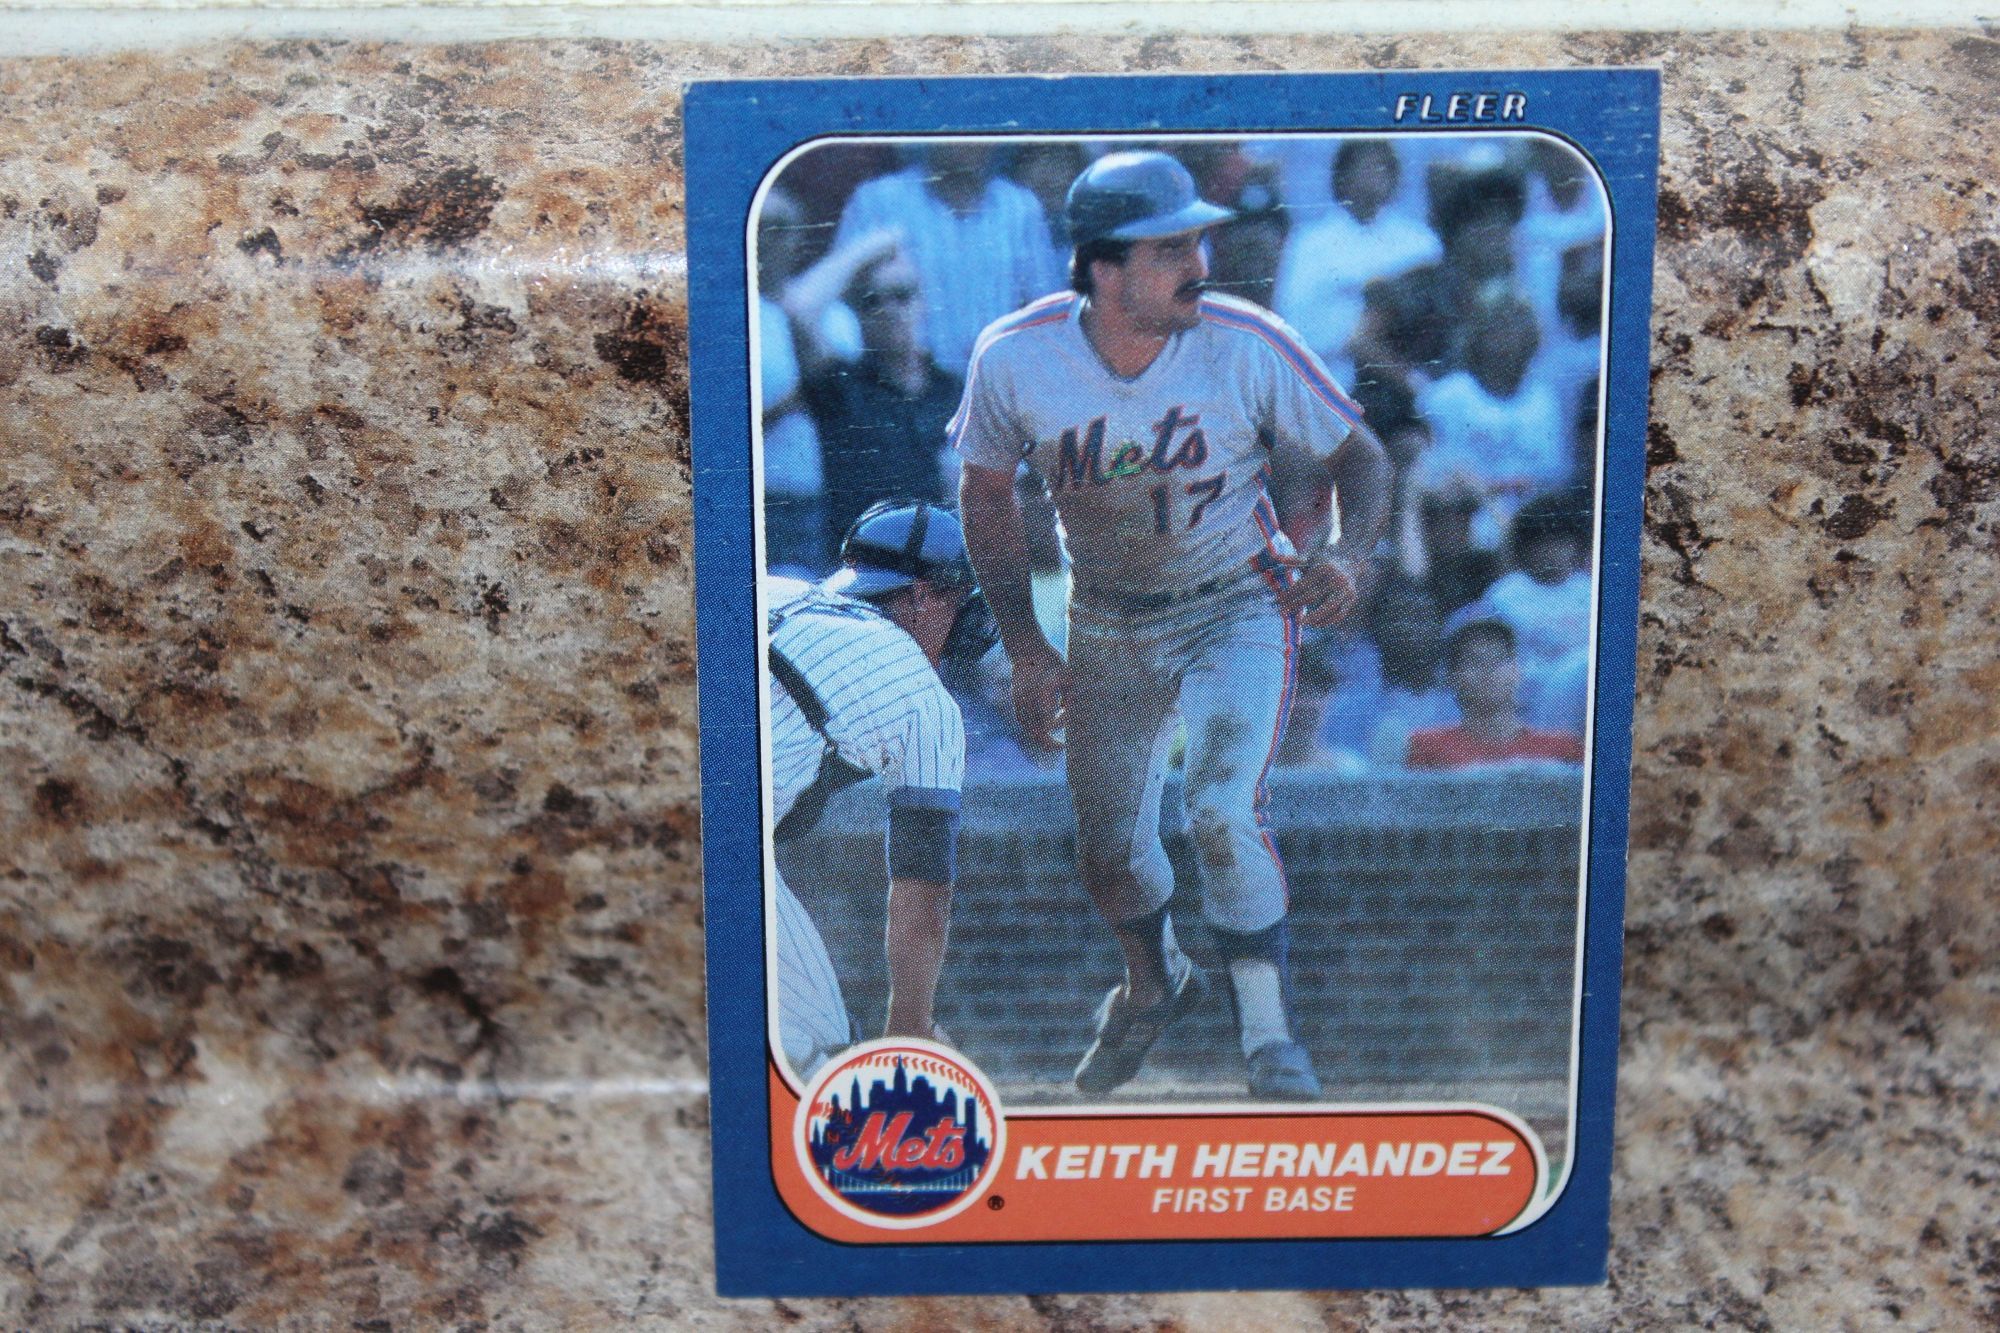 FLEER
Mets
17
Mets
®
KEITH HERNANDEZ
FIRST BASE